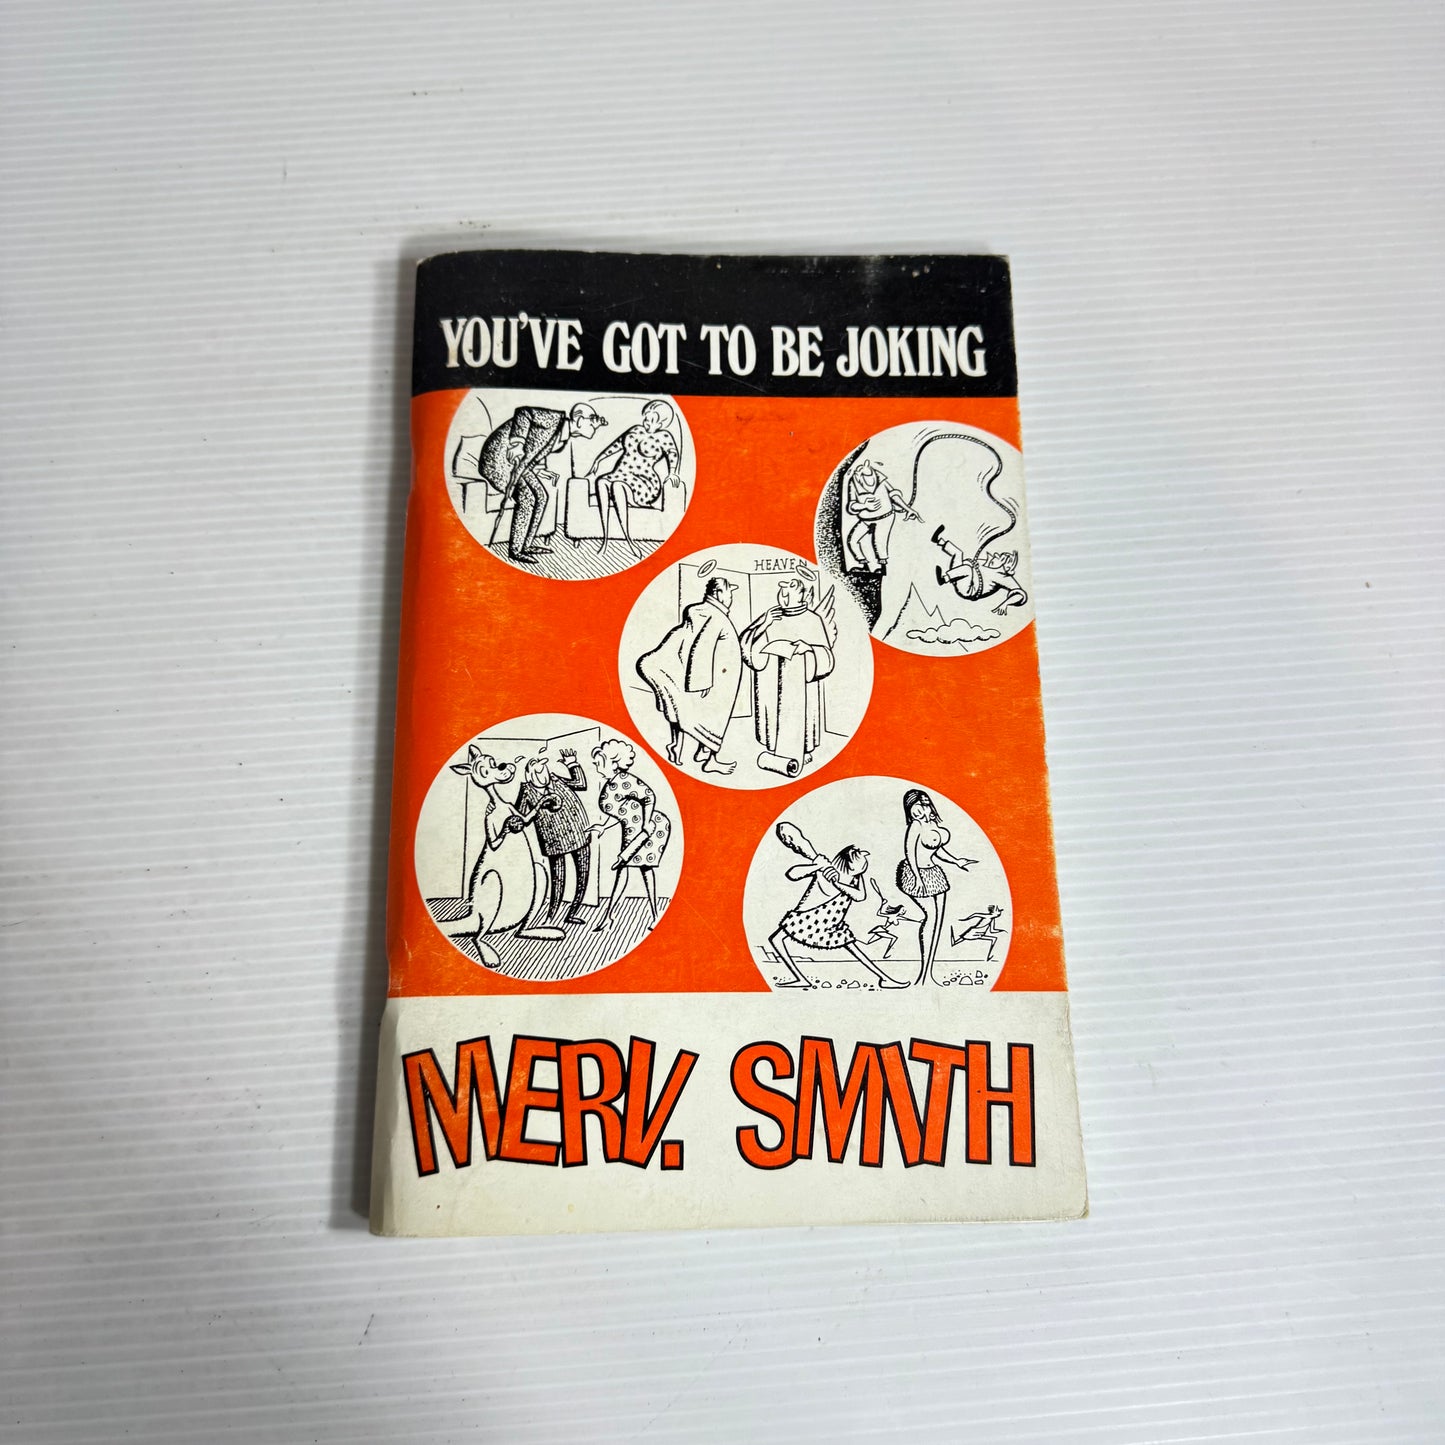 YOU'VE GOT TO BE JOKING
HEAVEN
MERV. SMITH